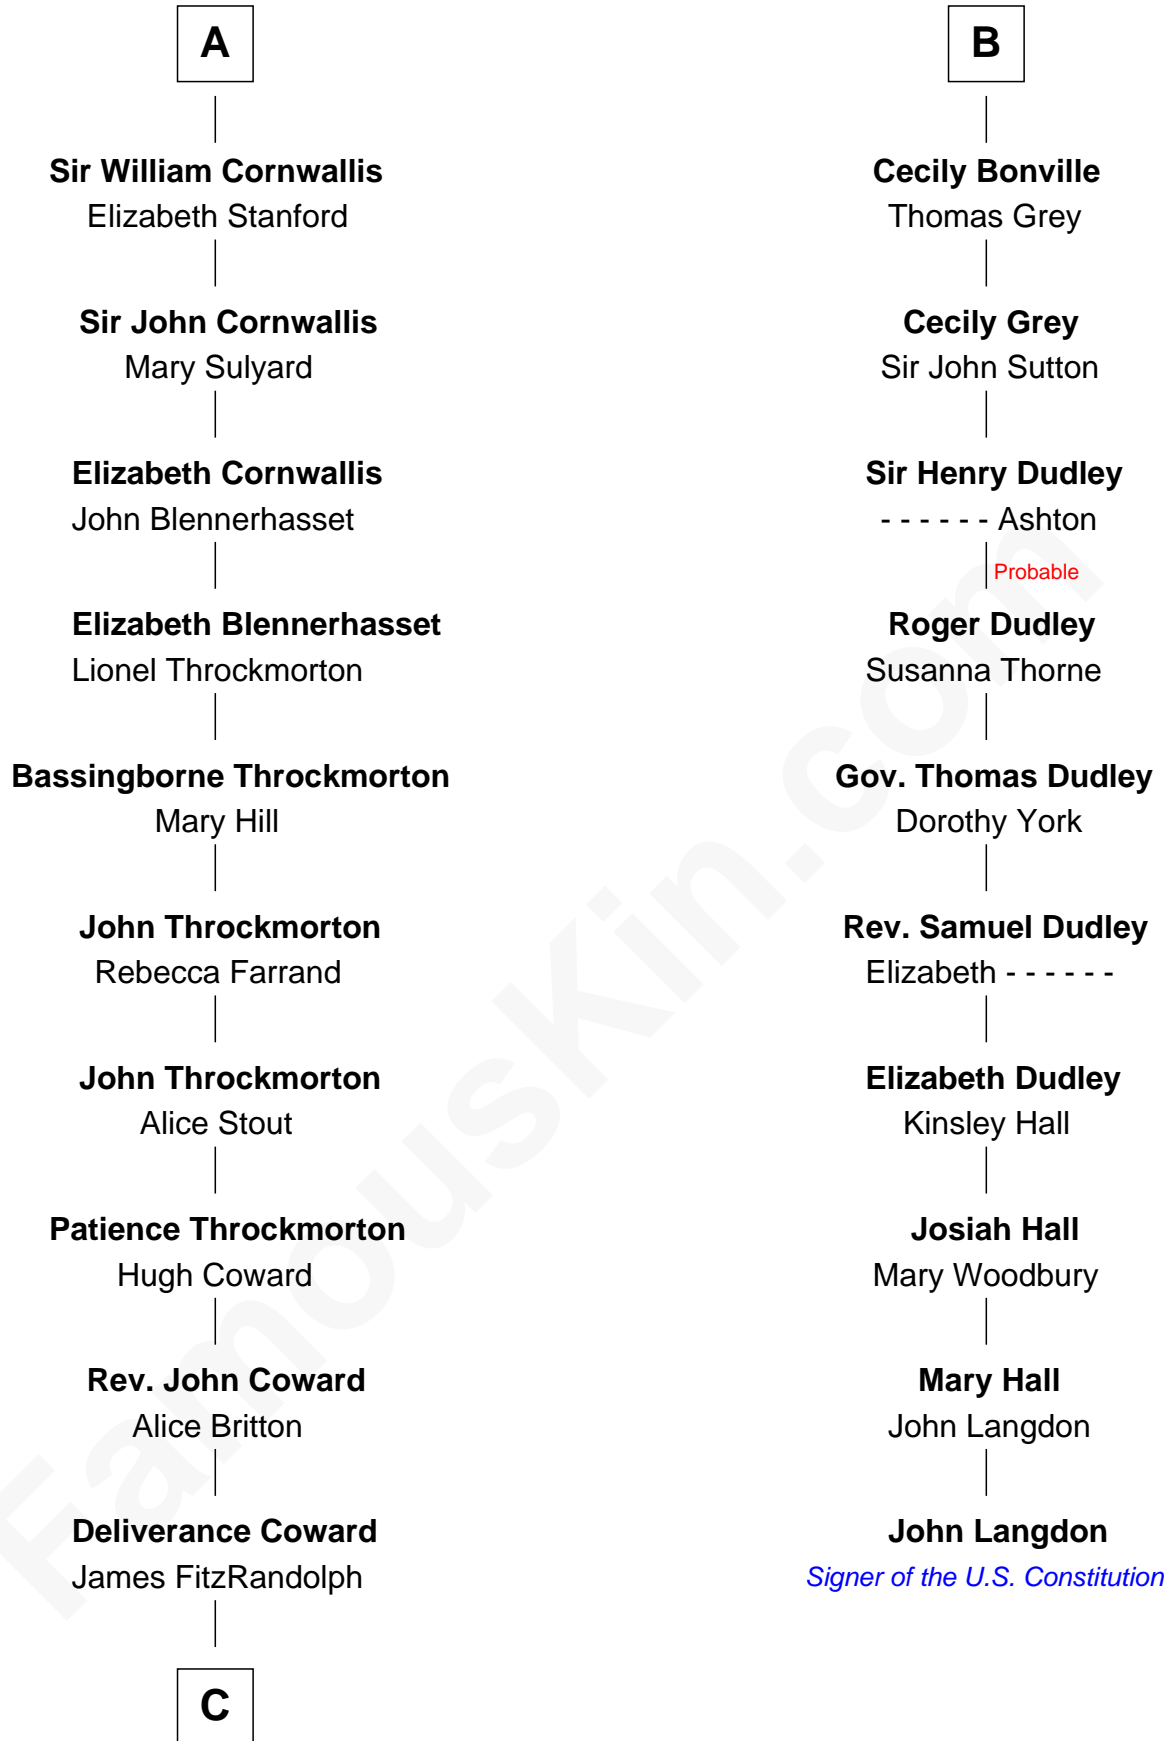 A
Sir William Cornwallis
Elizabeth Stanford
Sir John Cornwallis
Mary Sulyard
Elizabeth Cornwallis
John Blennerhasset
Elizabeth Blennerhasset
Lionel Throckmorton
Bassingborne Throckmorton
Mary Hill
John Throckmorton
Rebecca Farrand
John Throckmorton
Alice Stout
Patience Throckmorton
Hugh Coward
Rev. John Coward
Alice Britton
Deliverance Coward
James FitzRandolph
C
B
Cecily Bonville
Thomas Grey
Cecily Grey
Sir John Sutton
Sir Henry Dudley
- - - - - - Ashton
Probable
Roger Dudley
Susanna Thorne
Gov. Thomas Dudley
Dorothy York
Rev. Samuel Dudley
Elizabeth - - - - - -
Elizabeth Dudley
Kinsley Hall
Josiah Hall
Mary Woodbury
Mary Hall
John Langdon
John Langdon
Signer of the U.S. Constitution
FamousKin.com